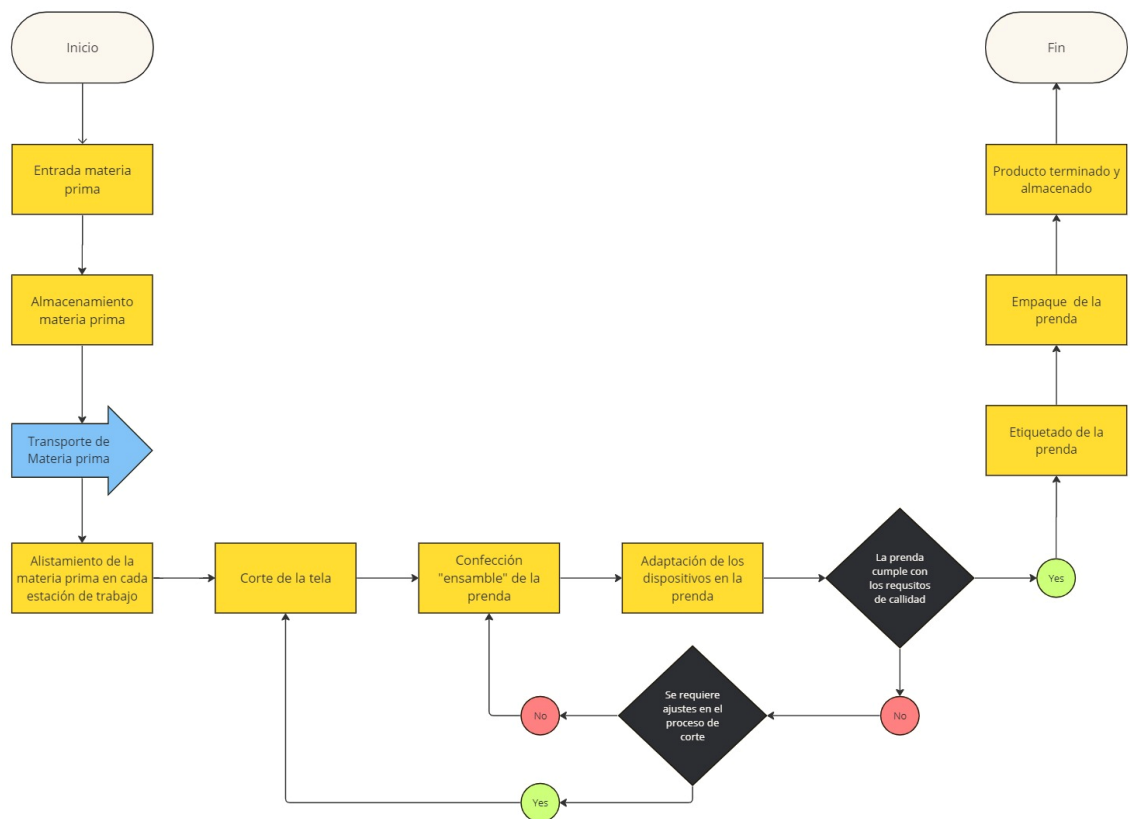 Inicio
Entrada materia
prima
Almacenamiento
materia prima
Transporte de
Materia prima
Alistamiento de la
materia prima en cada
estación de trabajo
Corte de la tela
Confección
"ensamble" de la
prenda
Adaptación de los
dispositivos en la
prenda
La prenda
cumple con
los requsitos
de callidad
No
Se requiere
ajustes en el
proceso de
corte
No
Yes
Yes
Etiquetado de la
prenda
Empaque de la
prenda
Producto terminado y
almacenado
Fin